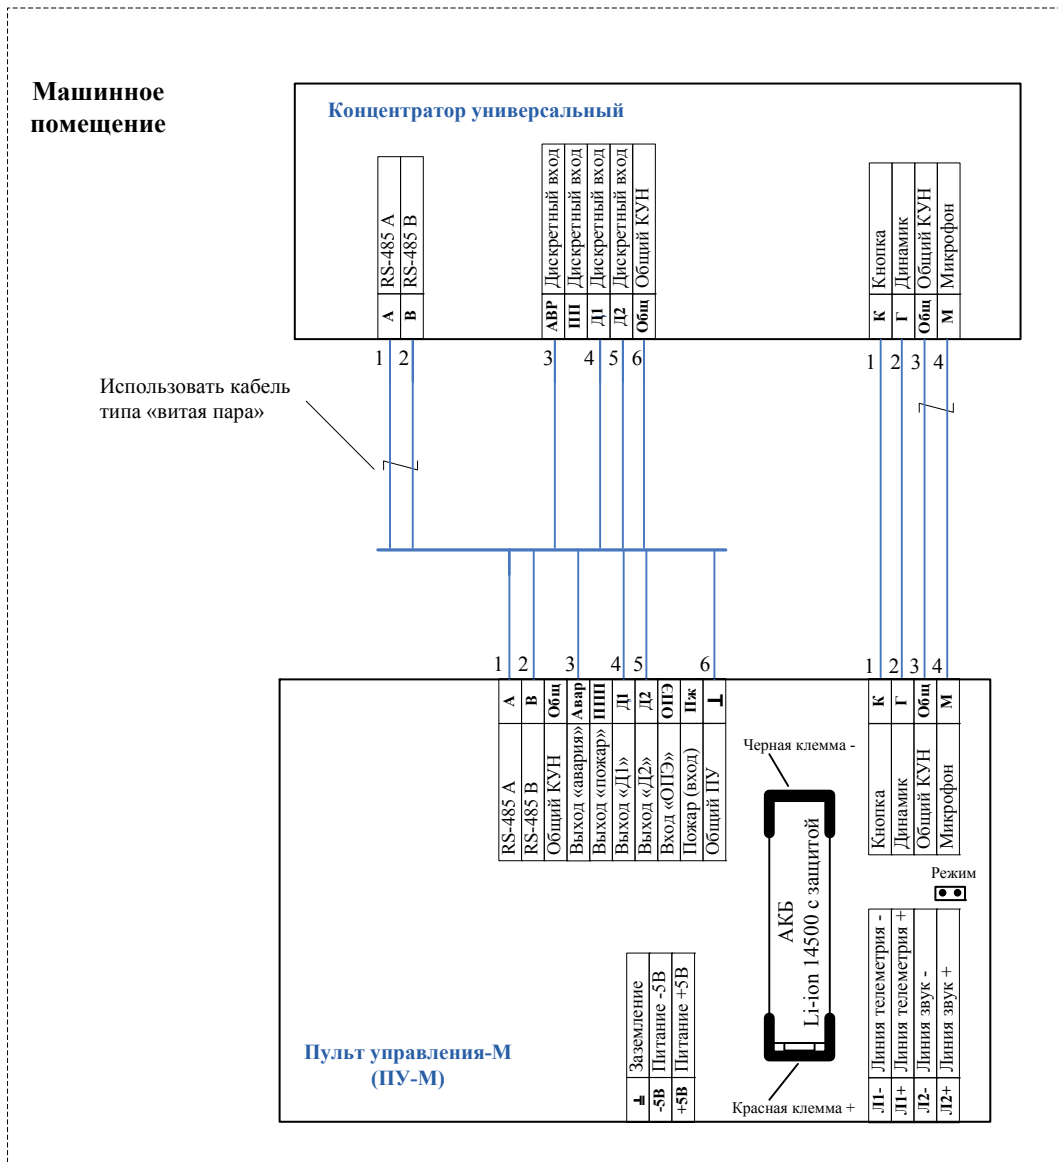 Машинное
помещение
Концентратор универсальный
А RS-485 А
В RS-485 В
АВР Дискретный вход
ПП Дискретный вход
Д1 Дискретный вход
Д2 Дискретный вход
Общ Общий КУН
К Кнопка
Г Динамик
Общ Общий КУН
М Микрофон
1 2 3 4 5 6 1 2 3 4
Использовать кабель
типа «витая пара»
1 2 3 4 5 6 1 2 3 4
А RS-485 А
В RS-485 В
Общ Общий КУН
Авар Выход «авария»
ППП Выход «пожар»
Д1 Выход «Д1»
Д2 Выход «Д2»
ОПЭ Вход «ОПЭ»
Пж Пожар (вход)
Общий ПУ
К Кнопка
Г Динамик
Общ Общий КУН
М Микрофон
Черная клемма -
АКБ
Li-ion 14500 с защитой
Красная клемма +
Режим
Заземление
-5В Питание -5В
+5В Питание +5В
Л1- Линия телеметрия -
Л1+ Линия телеметрия +
Л2- Линия звук -
Л2+ Линия звук +
Пульт управления-М
(ПУ-М)